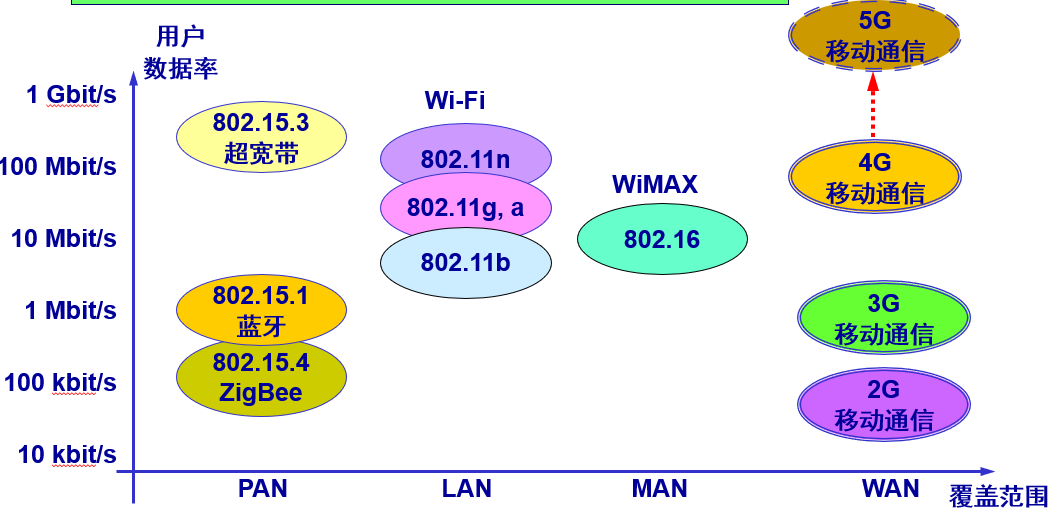 用户
数据率
1 Gbit/s
100 Mbit/s
10 Mbit/s
1 Mbit/s
100 kbit/s
10 kbit/s
802.15.3
超宽带
802.15.1
蓝牙
802.15.4
ZigBee
Wi-Fi
802.11n
802.11g, a
802.11b
WiMAX
802.16
5G
移动通信
4G
移动通信
3G
移动通信
2G
移动通信
PAN
LAN
MAN
WAN
覆盖范围